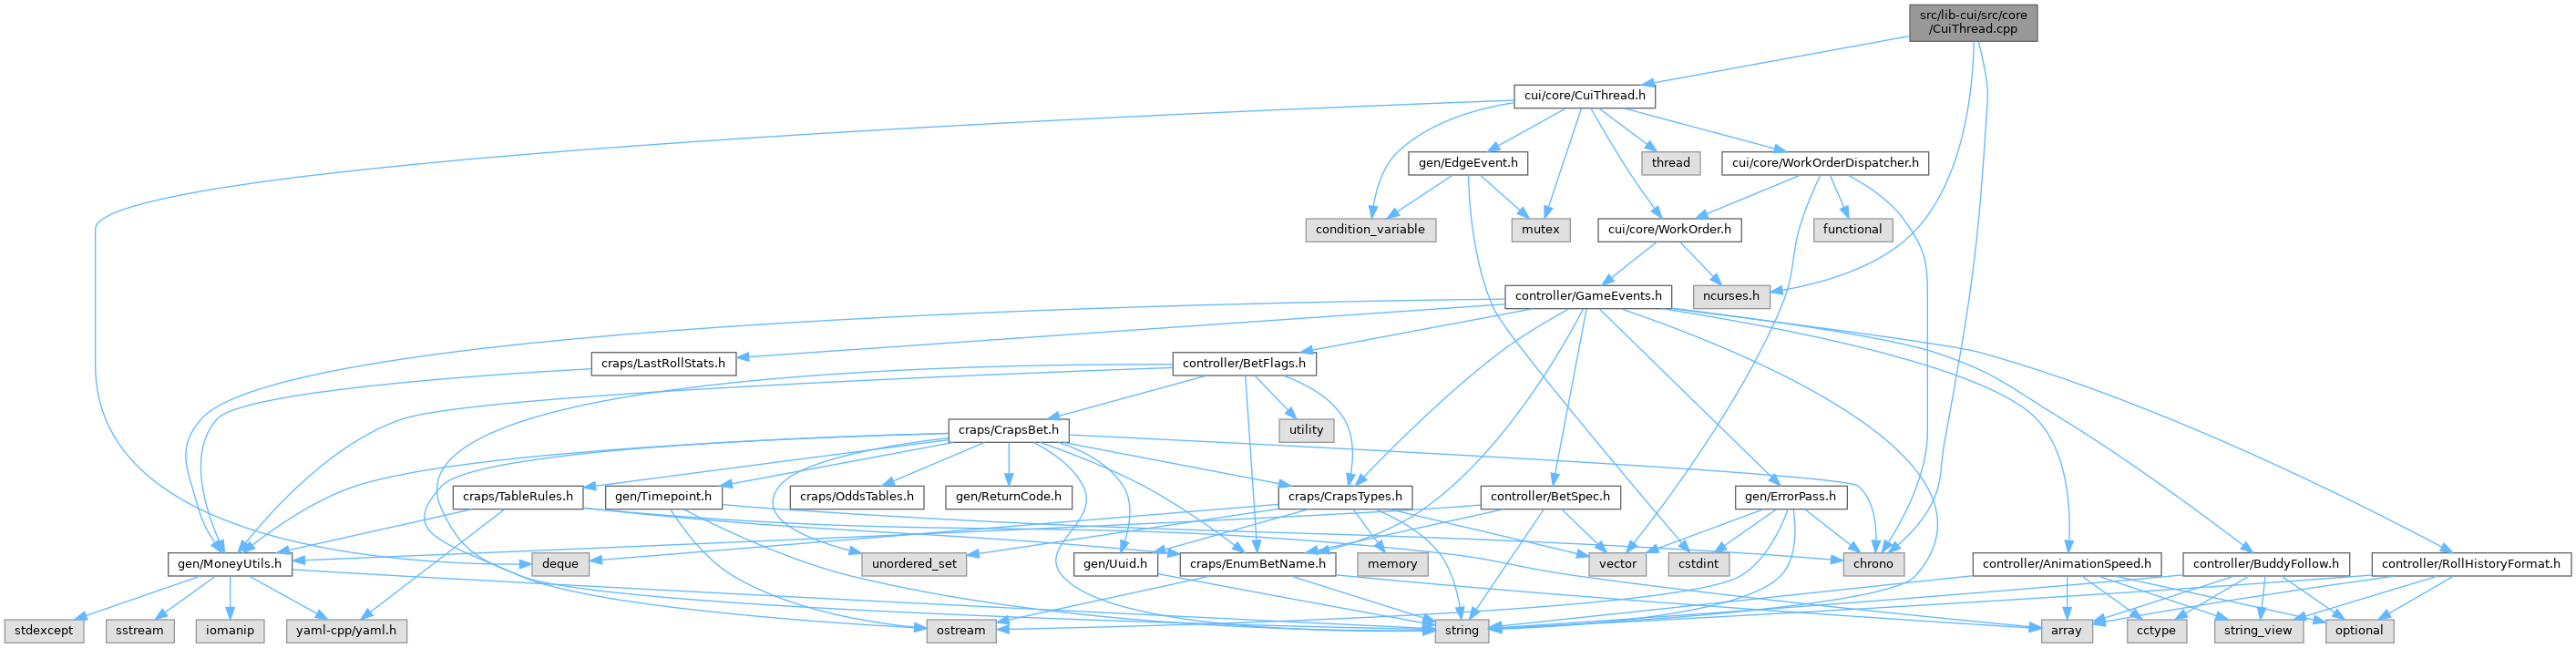 src/lib-cui/src/core
/CuiThread.cpp
cui/core/CuiThread.h
gen/EdgeEvent.h
thread
cui/core/WorkOrderDispatcher.h
condition_variable
mutex
cui/core/WorkOrder.h
functional
controller/GameEvents.h
ncurses.h
craps/LastRollStats.h
controller/BetFlags.h
craps/CrapsBet.h
utility
craps/TableRules.h
gen/Timepoint.h
craps/OddsTables.h
gen/ReturnCode.h
craps/CrapsTypes.h
controller/BetSpec.h
gen/ErrorPass.h
gen/MoneyUtils.h
deque
unordered_set
gen/Uuid.h
craps/EnumBetName.h
memory
vector
cstdint
chrono
controller/AnimationSpeed.h
controller/BuddyFollow.h
controller/RollHistoryFormat.h
stdexcept
sstream
iomanip
yaml-cpp/yaml.h
ostream
string
array
cctype
string_view
optional